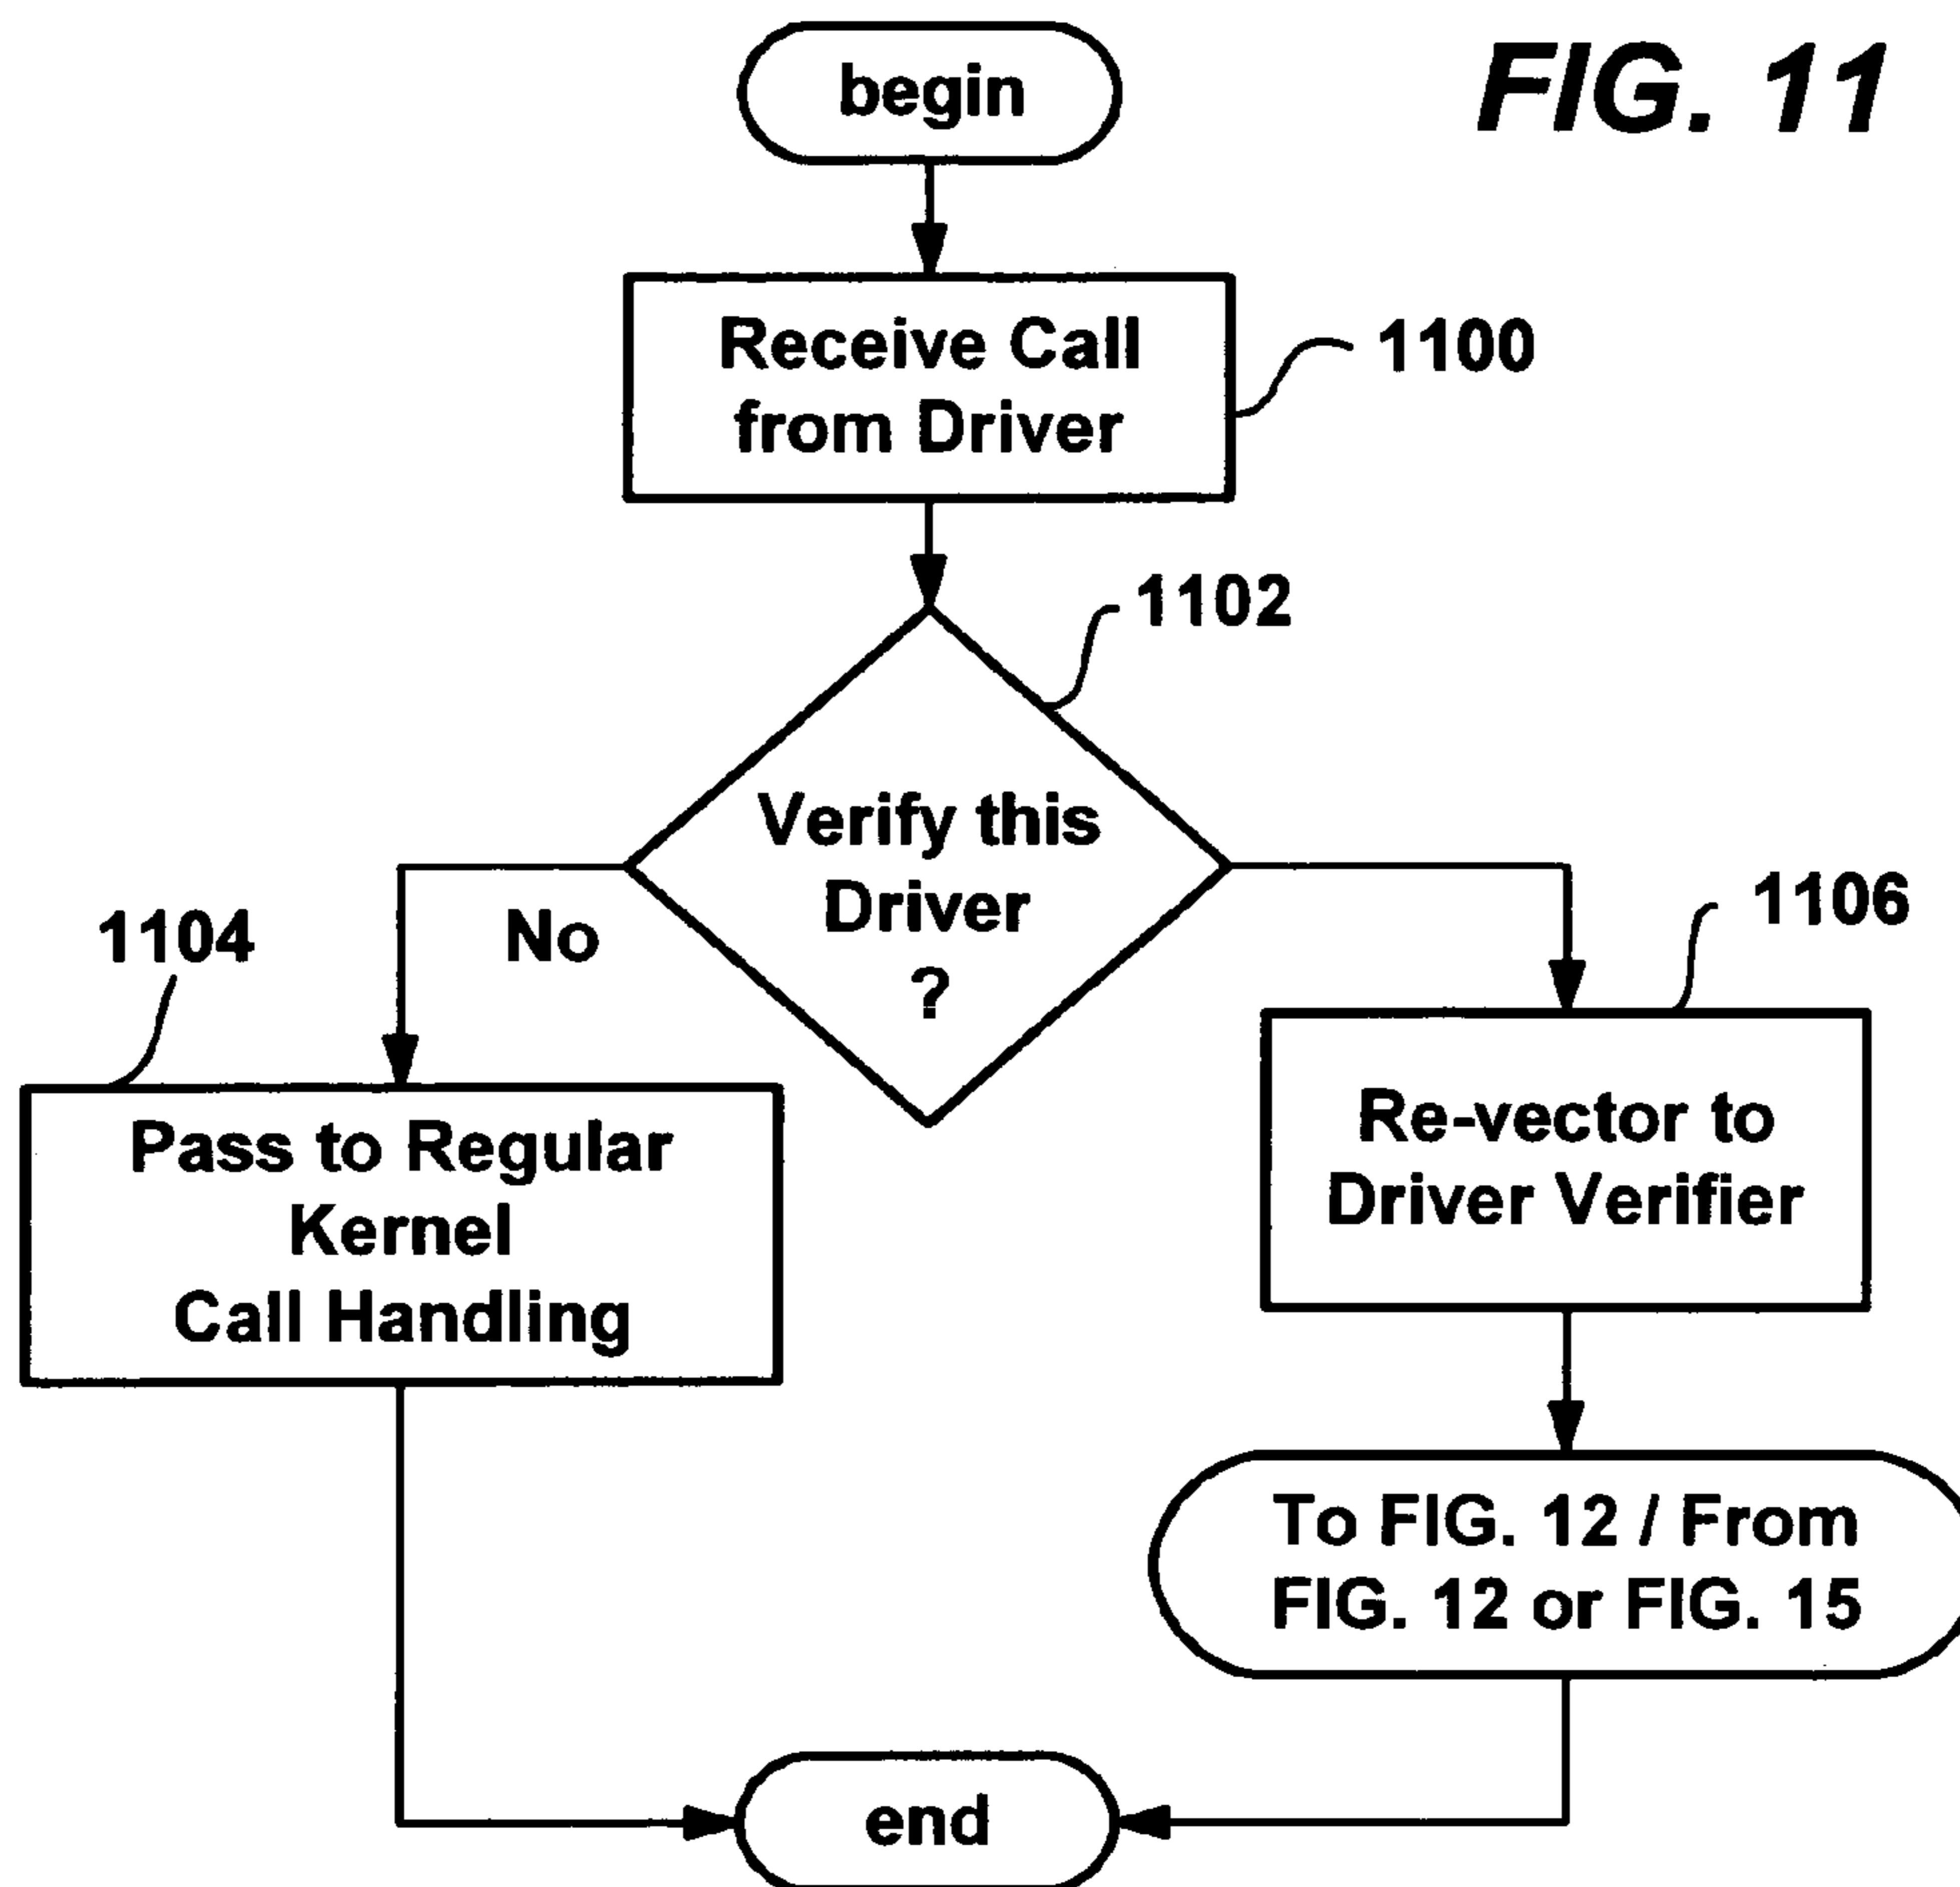 begin
FIG. 11
Receive Call
from Driver
1100
1102
Verify this
Driver
?
No
1104
1106
Pass to Regular
Kernel
Call Handling
Re-vector to
Driver Verifier
To FIG. 12 / From
FIG. 12 or FIG. 15
end